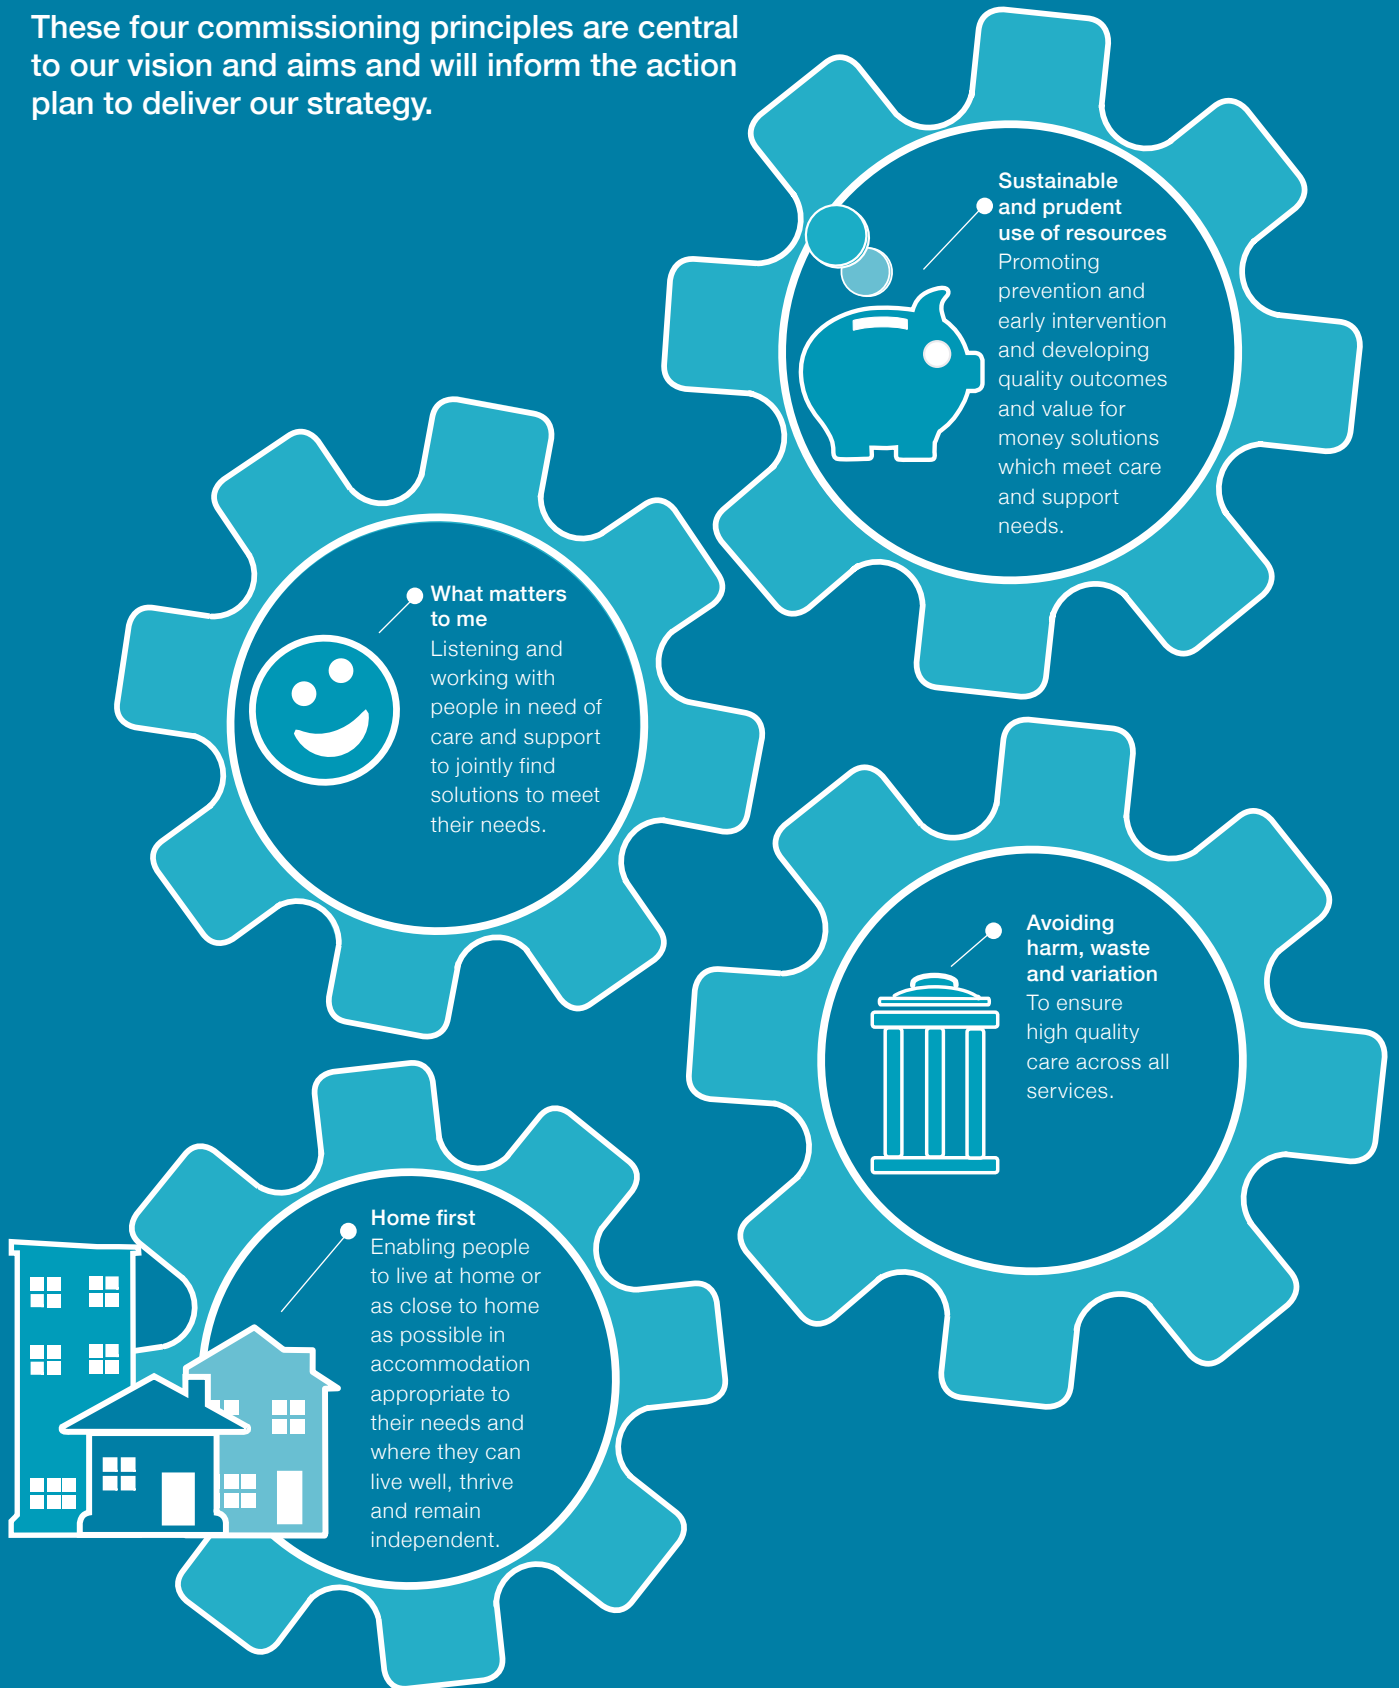 These four commissioning principles are central
to our vision and aims and will inform the action
plan to deliver our strategy.
Sustainable
and prudent
use of resources
Promoting
prevention and
early intervention
and developing
quality outcomes
and value for
money solutions
which meet care
and support
needs.
What matters
to me
Listening and
working with
people in need of
care and support
to jointly find
solutions to meet
their needs.
Avoiding
harm, waste
and variation
To ensure
high quality
care across all
services.
Home first
Enabling people
to live at home or
as close to home
as possible in
accommodation
appropriate to
their needs and
where they can
live well, thrive
and remain
independent.